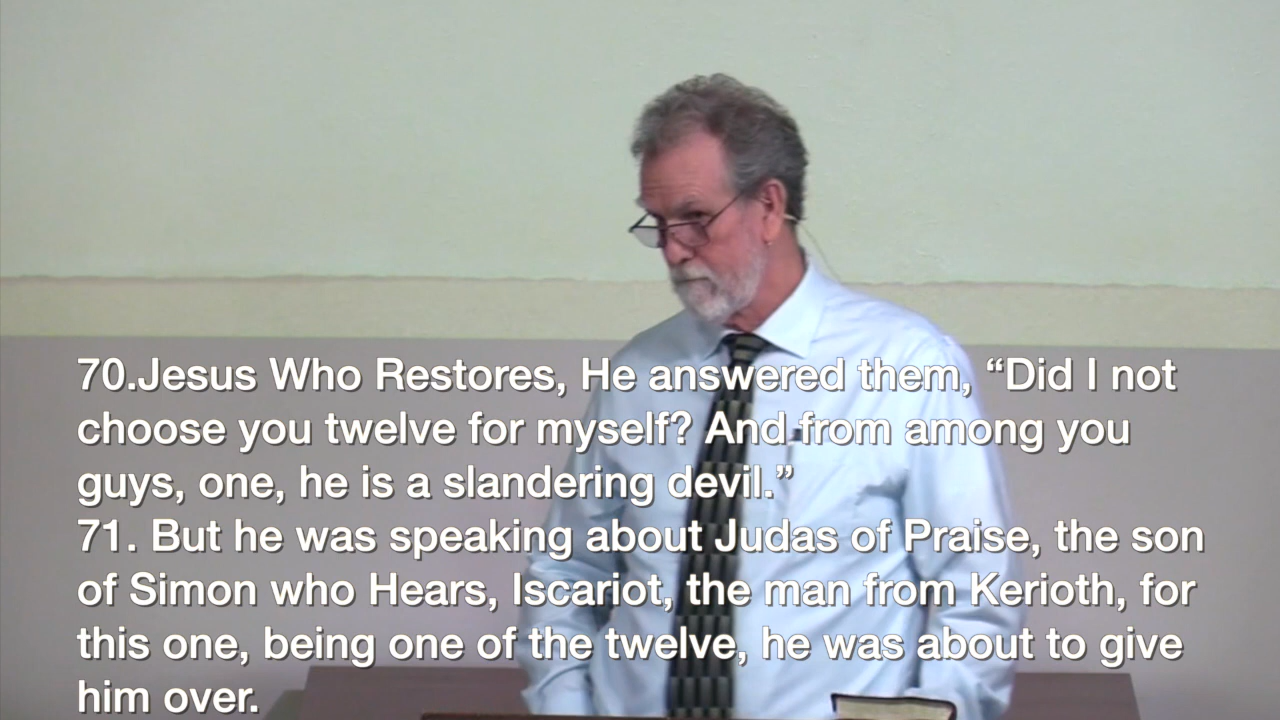 70.Jesus Who Restores, He answered them, “Did I not
choose you twelve for myself? And from among you
guys, one, he is a slandering devil.”
71. But he was speaking about Judas of Praise, the son
of Simon who Hears, Iscariot, the man from Kerioth, for
this one, being one of the twelve, he was about to give
him over.